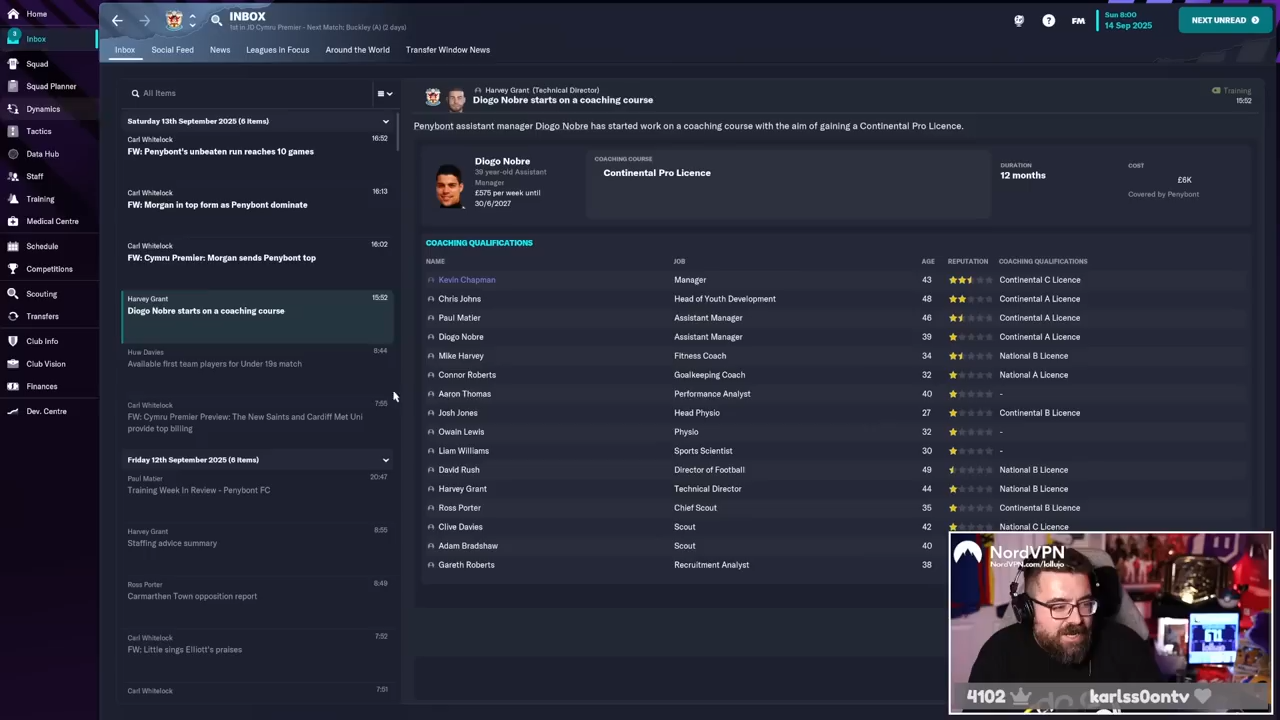 Home
Inbox
3
Squad
Squad Planner
Dynamics
Tactics
Data Hub
Staff
Training
Medical Centre
Schedule
Competitions
Scouting
Transfers
Club Info
Club Vision
Finances
Dev. Centre
INBOX
1st in JD Cymru Premier - Next Match: Buckley (A) (2 days)
FM
Sun 8:00
14 Sep 2025
NEXT UNREAD
Inbox Social Feed News Leagues in Focus Around the World Transfer Window News
All Items
Saturday 13th September 2025 (6 Items)
Carl Whitelock 16:52
FW: Penybont's unbeaten run reaches 10 games
Carl Whitelock 16:13
FW: Morgan in top form as Penybont dominate
Carl Whitelock 16:02
FW: Cymru Premier: Morgan sends Penybont top
Harvey Grant 15:52
Diogo Nobre starts on a coaching course
Huw Davies 8:44
Available first team players for Under 19s match
Carl Whitelock 7:55
FW: Cymru Premier Preview: The New Saints and Cardiff Met Uni
provide top billing
Friday 12th September 2025 (6 Items)
Paul Matier 20:47
Training Week In Review - Penybont FC
Harvey Grant 8:55
Staffing advice summary
Ross Porter 8:49
Carmarthen Town opposition report
Carl Whitelock 7:52
FW: Little sings Elliott's praises
Carl Whitelock 7:51
Harvey Grant (Technical Director)
Diogo Nobre starts on a coaching course
Training
15:52
Penybont assistant manager Diogo Nobre has started work on a coaching course with the aim of gaining a Continental Pro Licence.
Diogo Nobre
39 year-old Assistant
Manager
£575 per week until
30/6/2027
COACHING COURSE
Continental Pro Licence
DURATION
12 months
COST
£6K
Covered by Penybont
COACHING QUALIFICATIONS
NAME JOB AGE REPUTATION COACHING QUALIFICATIONS
Kevin Chapman Manager 43 Continental C Licence
Chris Johns Head of Youth Development 48 Continental A Licence
Paul Matier Assistant Manager 46 Continental A Licence
Diogo Nobre Assistant Manager 39 Continental A Licence
Mike Harvey Fitness Coach 34 National B Licence
Connor Roberts Goalkeeping Coach 32 National A Licence
Aaron Thomas Performance Analyst 40 -
Josh Jones Head Physio 27 Continental B Licence
Owain Lewis Physio 32 -
Liam Williams Sports Scientist 30 -
David Rush Director of Football 49 National B Licence
Harvey Grant Technical Director 44 National B Licence
Ross Porter Chief Scout 35 Continental B Licence
Clive Davies Scout 42 National C Licence
Adam Bradshaw Scout 40
Gareth Roberts Recruitment Analyst 38
NordVPN
NordVPN.com/lollujo
4102 karlss0ontv